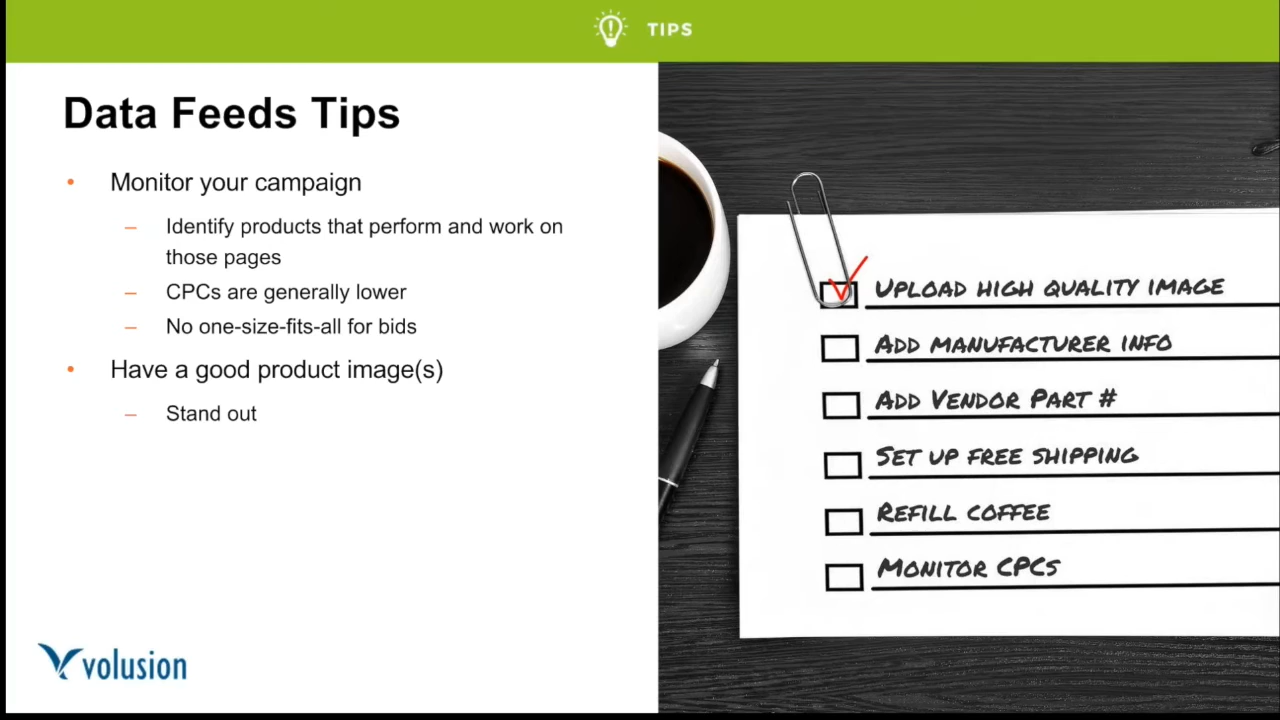 TIPS
Data Feeds Tips
• Monitor your campaign
– Identify products that perform and work on
those pages
– CPCs are generally lower
– No one-size-fits-all for bids
• Have a good product image(s)
– Stand out
volusion
UPLOAD HIGH QUALITY IMAGE
ADD MANUFACTURER INFO
ADD VENDOR PART #
SET UP FREE SHIPPING
REFILL COFFEE
MONITOR CPCS